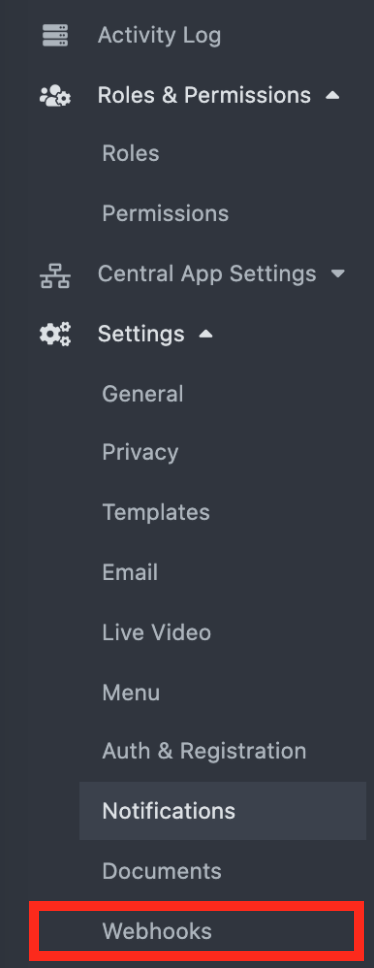 Activity Log
Roles & Permissions
Roles
Permissions
Central App Settings
Settings
General
Privacy
Templates
Email
Live Video
Menu
Auth & Registration
Notifications
Documents
Webhooks